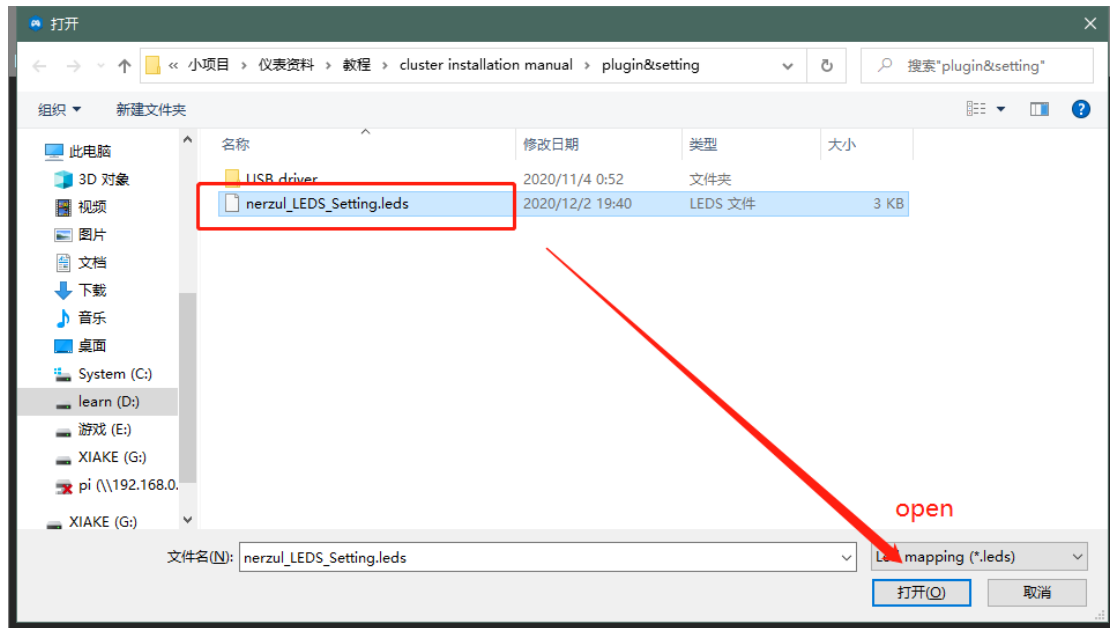 打开
« 小项目 › 仪表资料 › 教程 › cluster installation manual › plugin&setting
搜索"plugin&setting"
组织 新建文件夹
名称 修改日期 类型 大小
USB driver 2020/11/4 0:52 文件夹
nerzul_LEDS_Setting.leds 2020/12/2 19:40 LEDS 文件 3 KB
此电脑
3D 对象
视频
图片
文档
下载
音乐
桌面
System (C:)
learn (D:)
游戏 (E:)
XIAKE (G:)
pi (\\192.168.0.
XIAKE (G:)
open
文件名(N): nerzul_LEDS_Setting.leds
mapping (*.leds)
打开(O) 取消